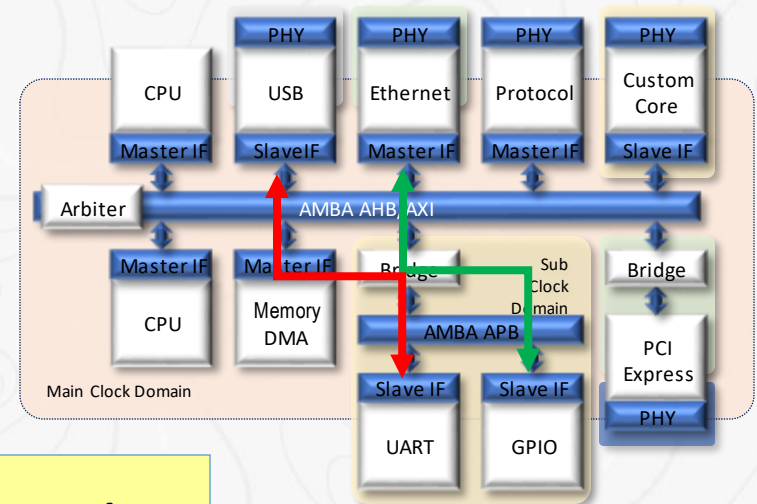 PHY
PHY
PHY
PHY
CPU
USB
Ethernet
Protocol
Custom
Core
Master IF
SlaveIF
Master IF
Master IF
Slave IF
Arbiter
AMBA AHB/AXI
Master IF
Master IF
Bridge
Sub
Clock
Domain
Bridge
CPU
Memory
DMA
AMBA APB
PCI
Express
Main Clock Domain
Slave IF
Slave IF
PHY
UART
GPIO